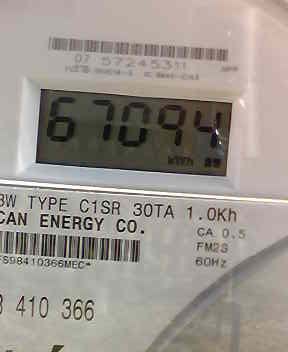 07 57245311
67094
KWH
3W TYPE C1SR 30TA 1.0Kh
CAN ENERGY CO.
CA 0.5
FM2S
60Hz
FS98410366MEC*
410 366